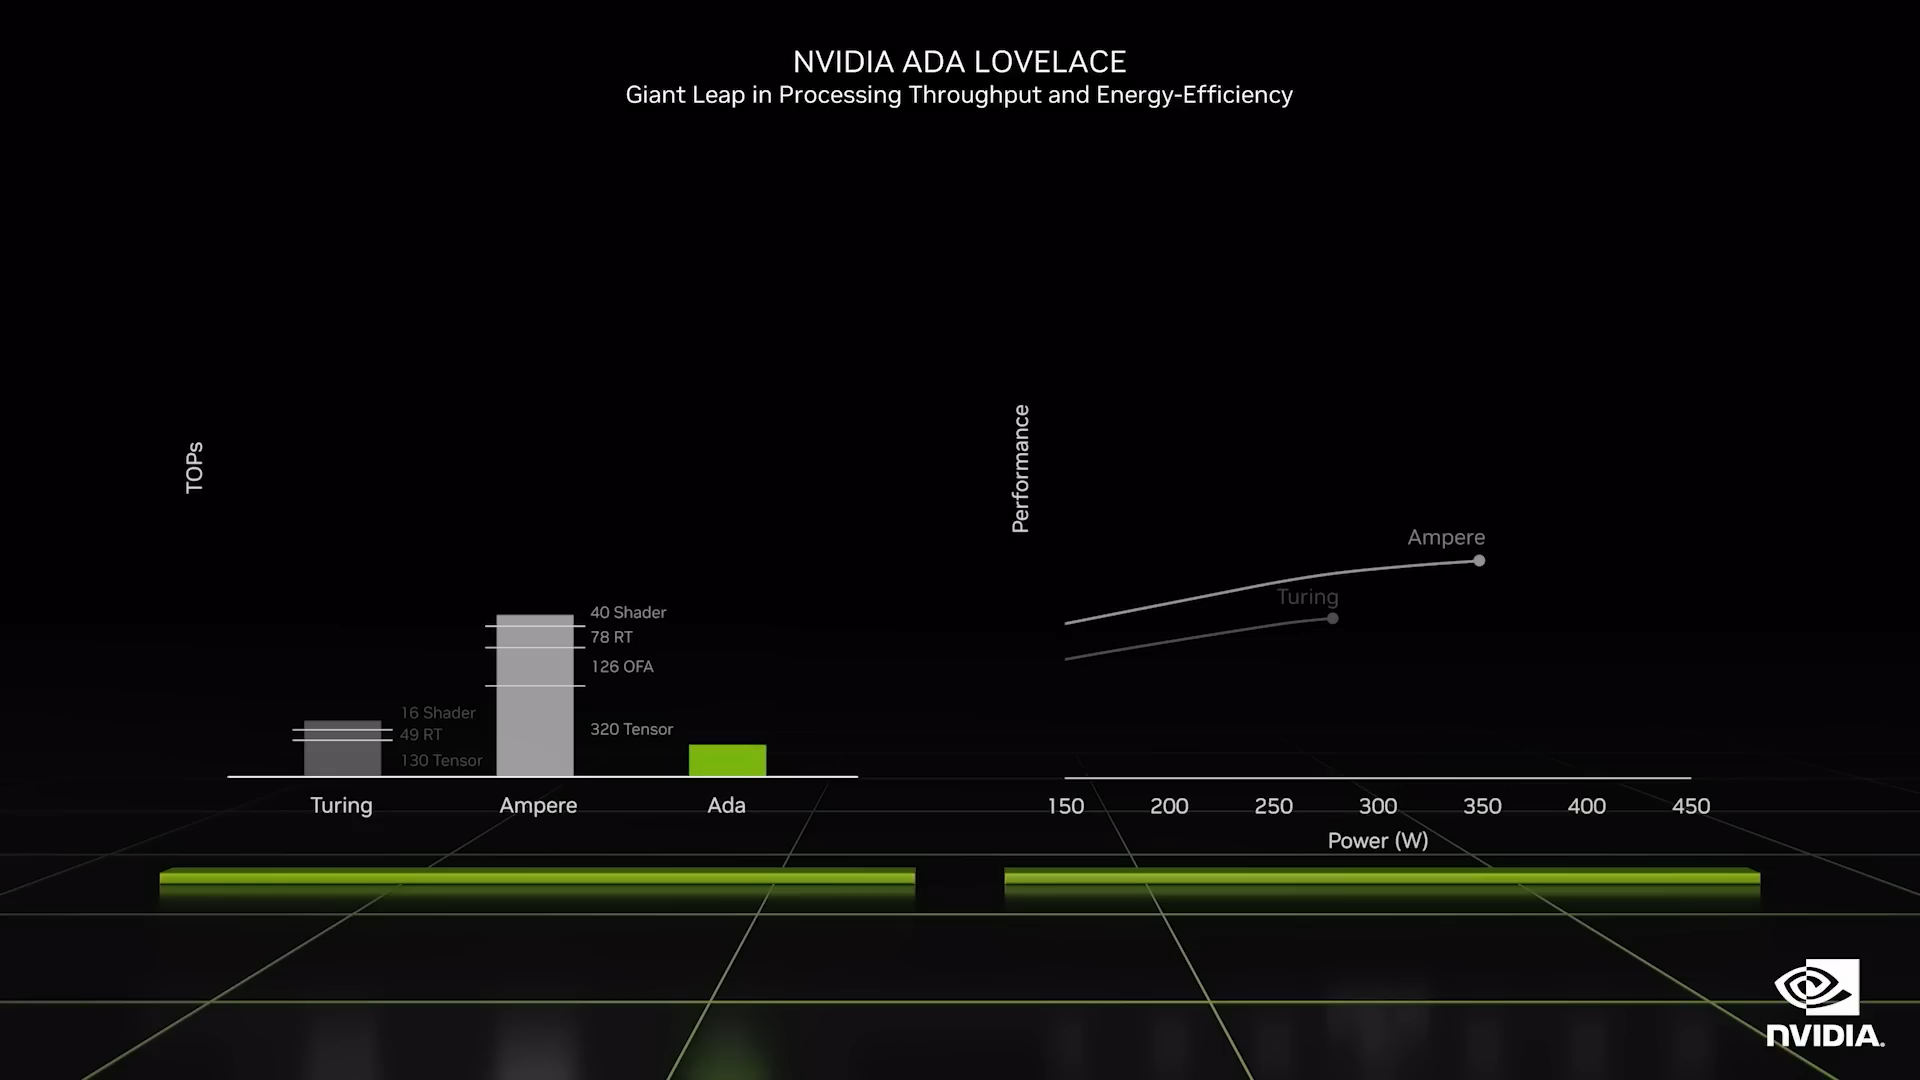 NVIDIA ADA LOVELACE
Giant Leap in Processing Throughput and Energy-Efficiency
TOPs
40 Shader
78 RT
126 OFA
320 Tensor
16 Shader
49 RT
130 Tensor
Turing
Ampere
Ada
Performance
Ampere
Turing
150 200 250 300 350 400 450
Power (W)
NVIDIA.